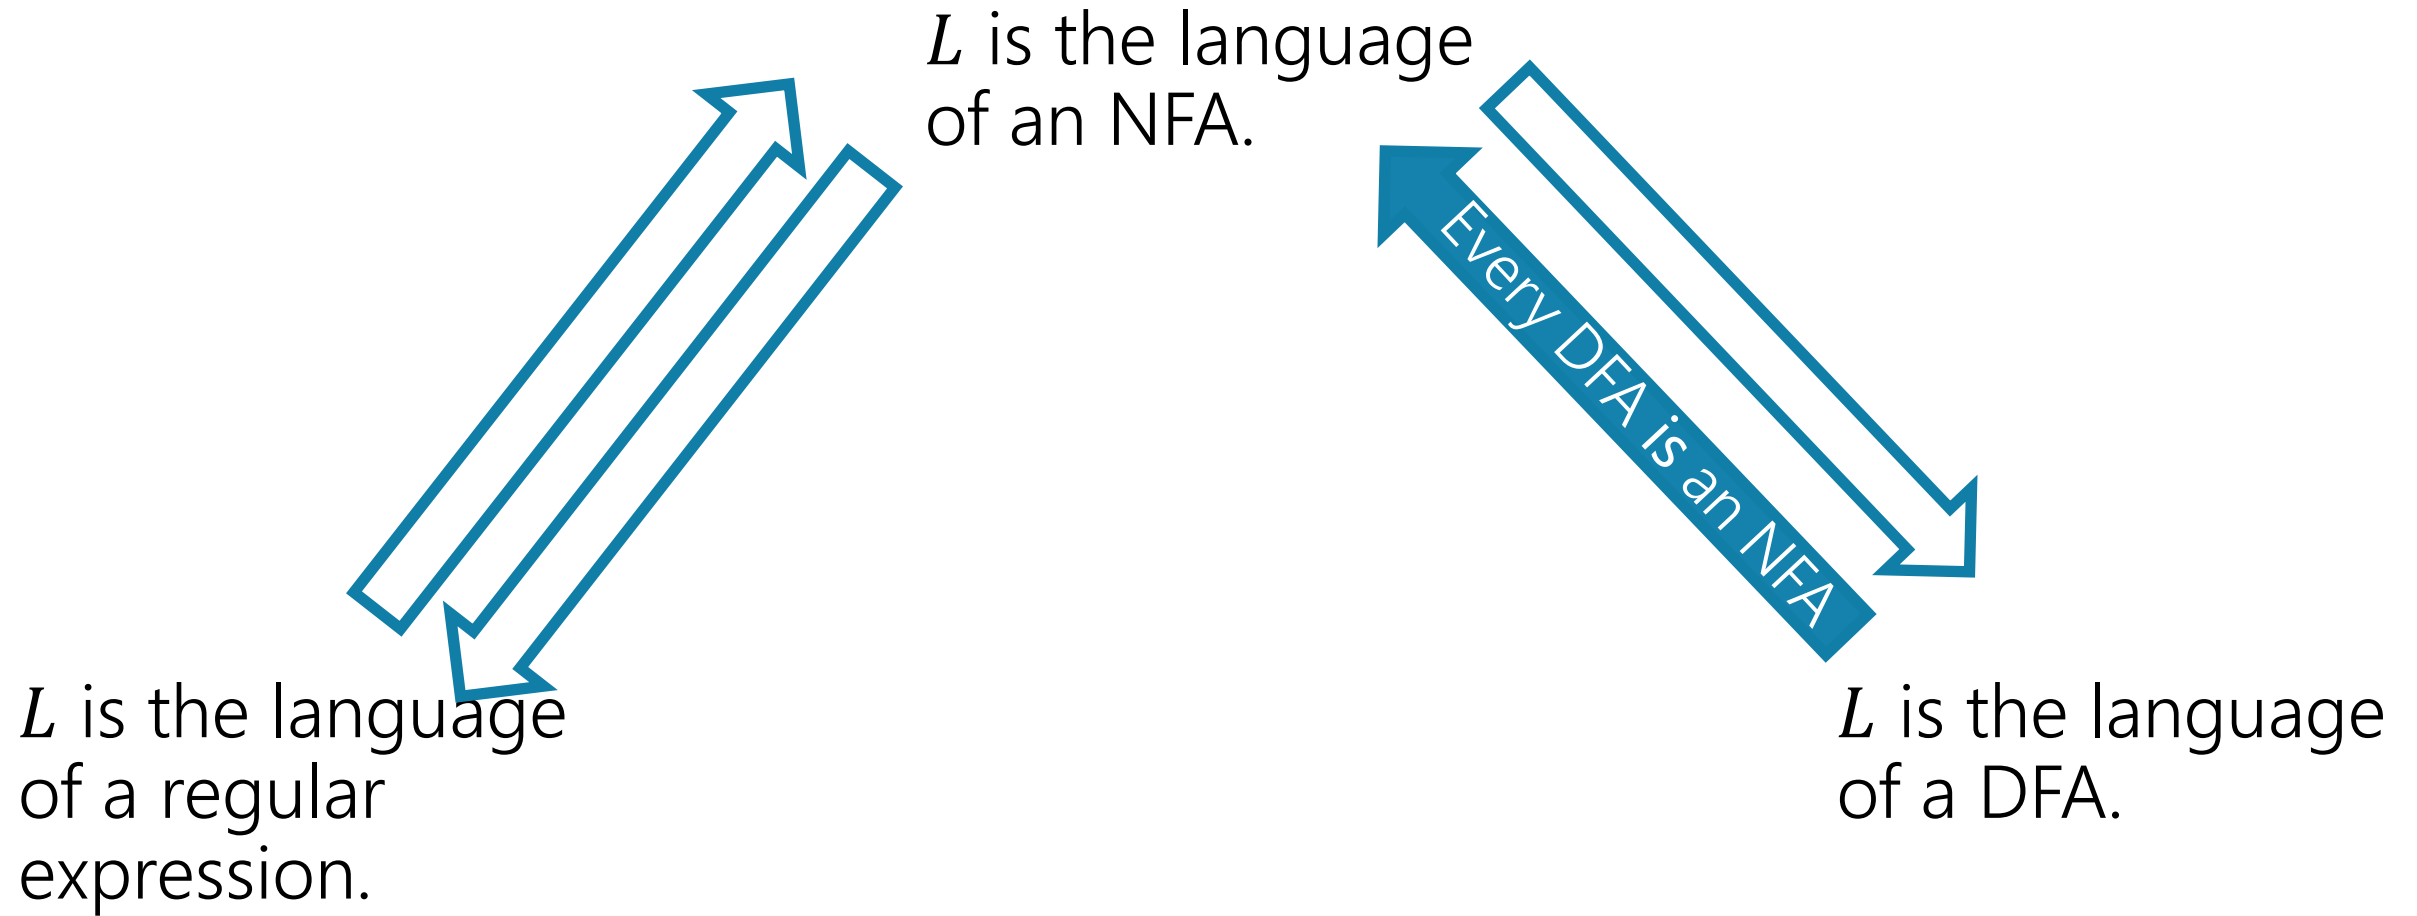 L is the language
of an NFA.
Every DFA is an NFA
L is the language
of a regular
expression.
L is the language
of a DFA.